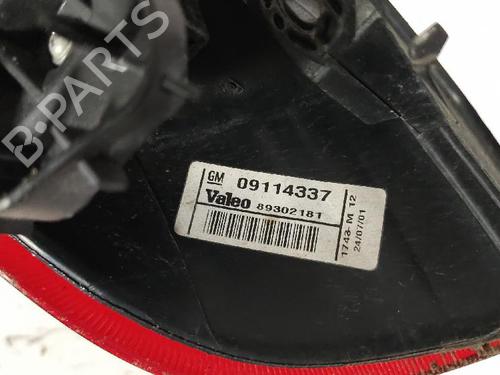 B-PARTS
GM 09114337
Valeo 89302181
1743-M 12
24/07/01